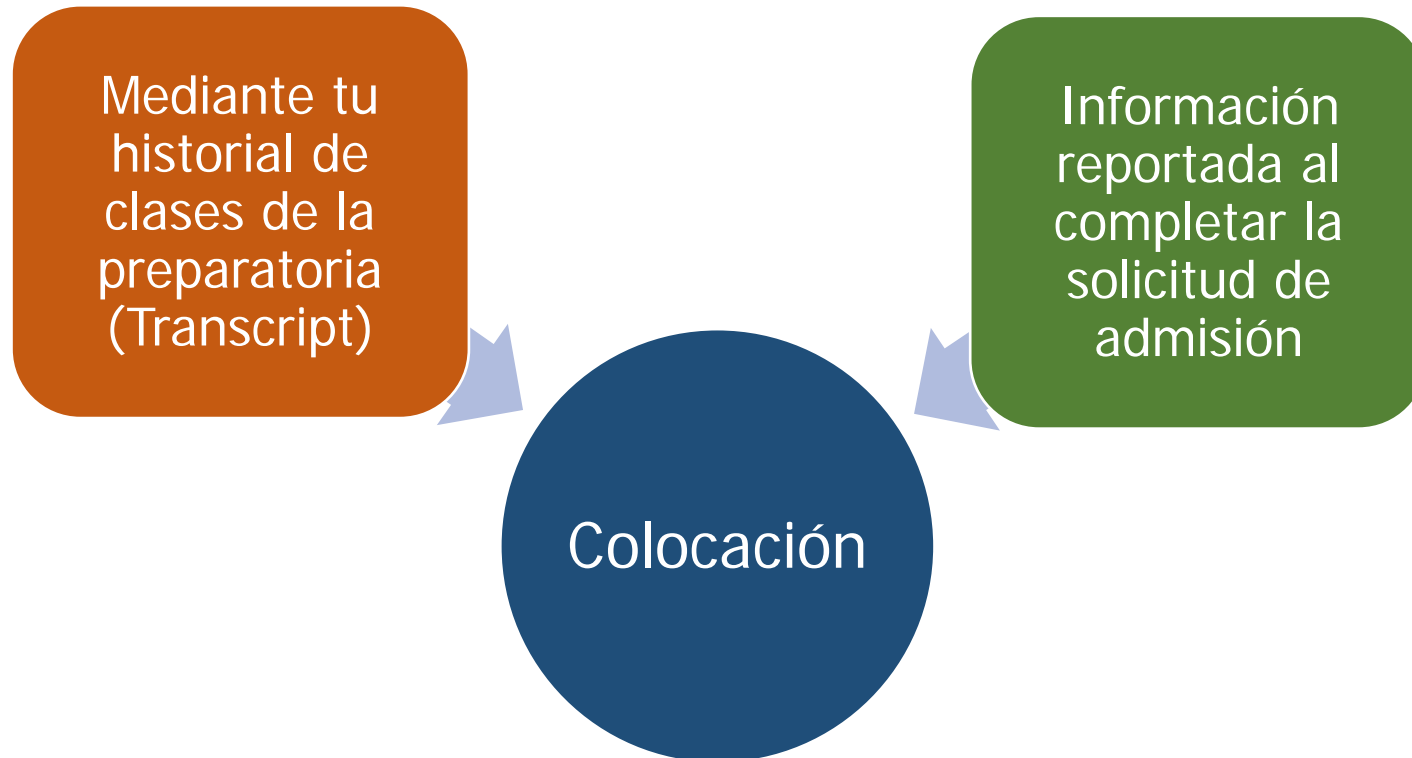 Mediante tu
historial de
clases de la
preparatoria
(Transcript)
Información
reportada al
completar la
solicitud de
admisión
Colocación